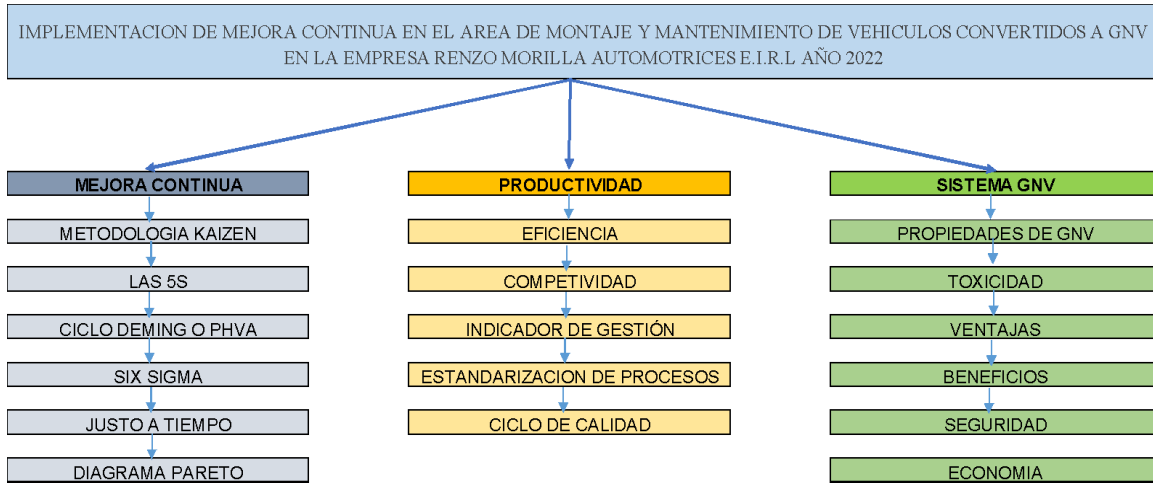 IMPLEMENTACION DE MEJORA CONTINUA EN EL AREA DE MONTAJE Y MANTENIMIENTO DE VEHICULOS CONVERTIDOS A GNV
EN LA EMPRESA RENZO MORILLA AUTOMOTRICES E.I.R.L AÑO 2022
MEJORA CONTINUA
METODOLOGIA KAIZEN
LAS 5S
CICLO DEMING O PHVA
SIX SIGMA
JUSTO A TIEMPO
DIAGRAMA PARETO
PRODUCTIVIDAD
EFICIENCIA
COMPETIVIDAD
INDICADOR DE GESTIÓN
ESTANDARIZACION DE PROCESOS
CICLO DE CALIDAD
SISTEMA GNV
PROPIEDADES DE GNV
TOXICIDAD
VENTAJAS
BENEFICIOS
SEGURIDAD
ECONOMIA